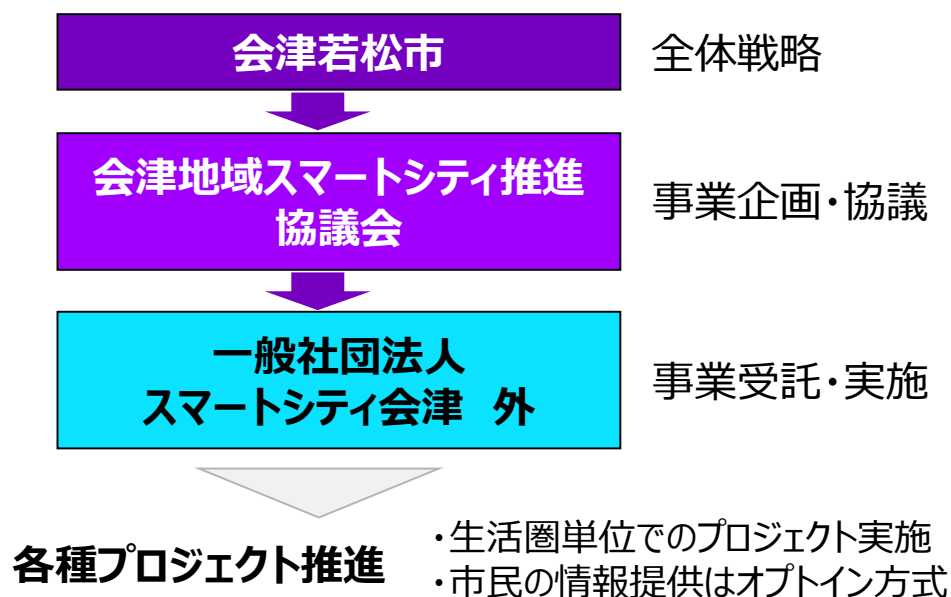 会津若松市
全体戦略
会津地域スマートシティ推進
協議会
事業企画・協議
一般社団法人
スマートシティ会津　外
事業受託・実施
各種プロジェクト推進
・生活圏単位でのプロジェクト実施
・市民の情報提供はオプトイン方式